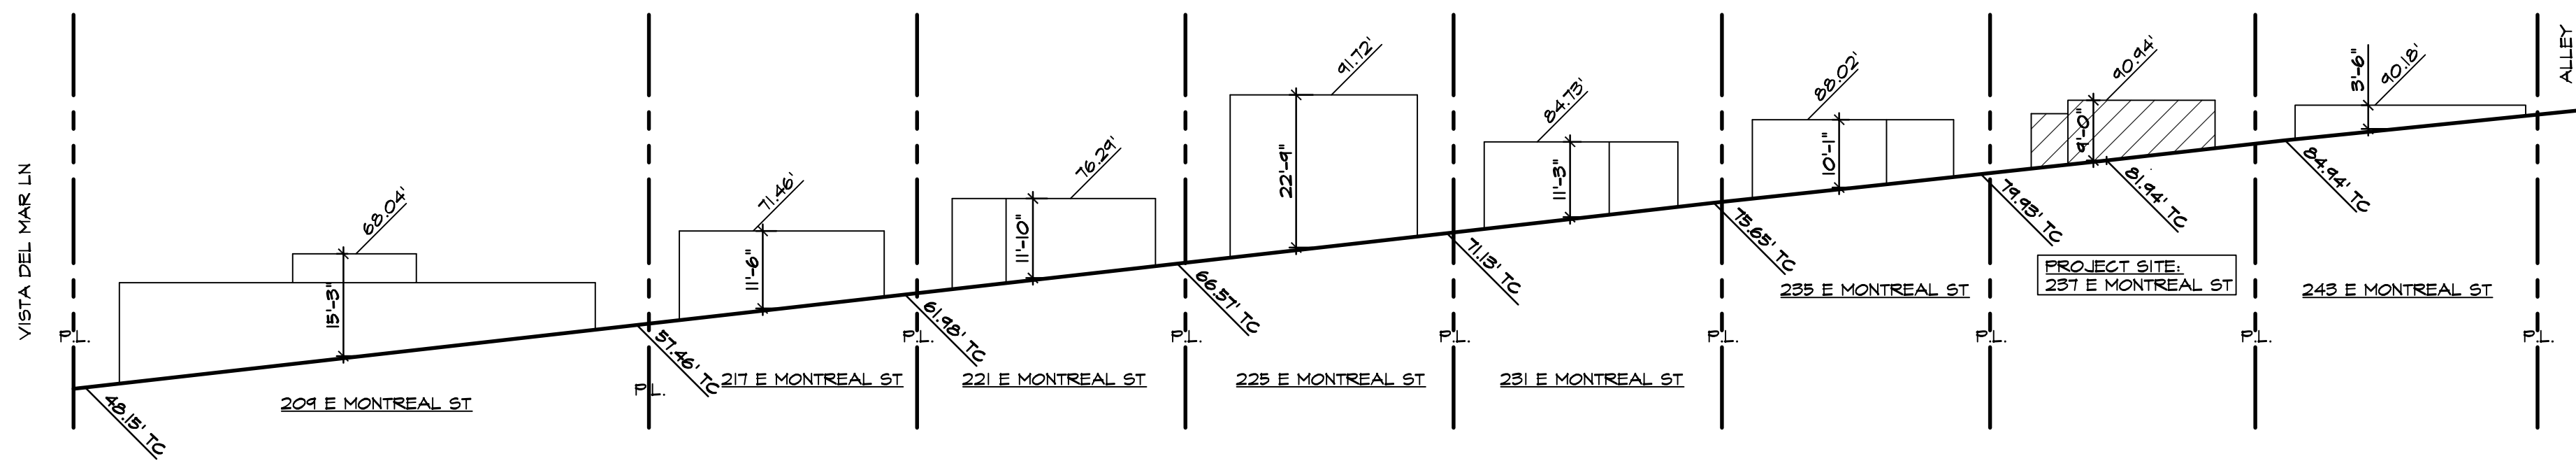 VISTA DEL MAR LN
P.L.
48.15' TC
68.04'
15'-3"
209 E MONTREAL ST
57.46' TC
P.L.
71.46'
11'-6"
217 E MONTREAL ST
61.98' TC
P.L.
76.29'
11'-10"
221 E MONTREAL ST
66.57' TC
P.L.
91.72'
22'-9"
225 E MONTREAL ST
71.13' TC
P.L.
84.73'
11'-3"
231 E MONTREAL ST
75.65' TC
P.L.
88.02'
10'-1"
235 E MONTREAL ST
79.93' TC
P.L.
90.94'
9'-0"
81.94' TC
PROJECT SITE:
237 E MONTREAL ST
P.L.
84.94' TC
3'-6"
90.18'
243 E MONTREAL ST
P.L.
ALLEY